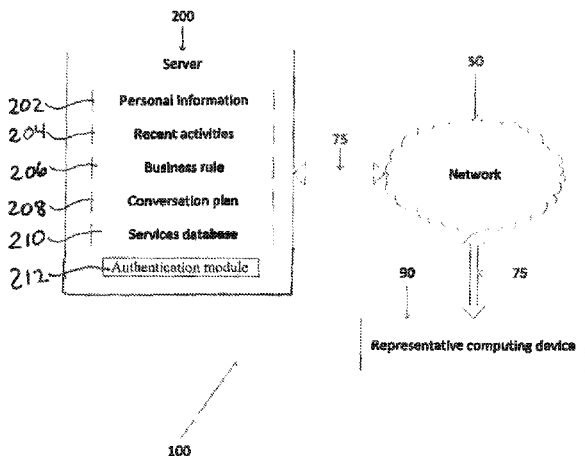 200
Server
50
202 Personal information
204 Recent activities
75
206 Business rule
Network
208 Conversation plan
210 Services database
212 Authentication module
90
75
Representative computing device
100